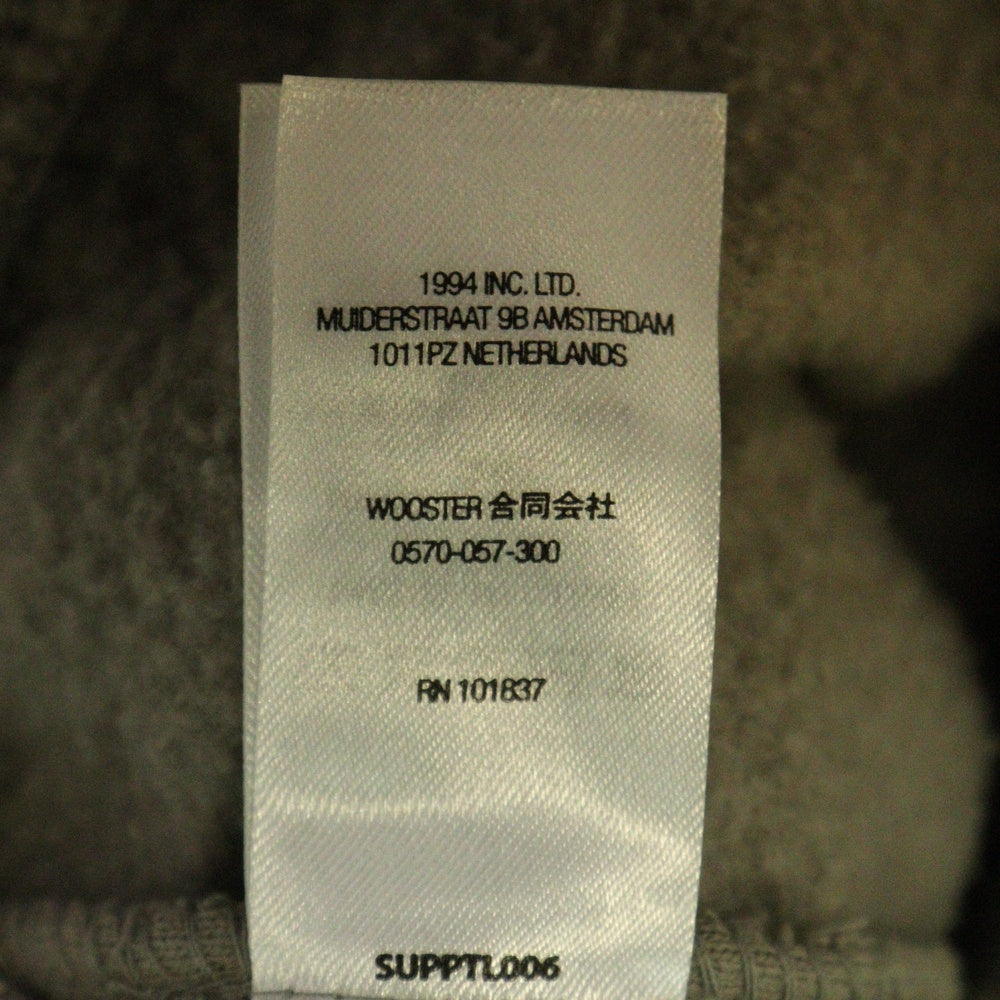 1994 INC. LTD.
MUIDERSTRAAT 9B AMSTERDAM
1011PZ NETHERLANDS
WOOSTER 合同会社
0570-057-300
RN 101837
SUPPTL006